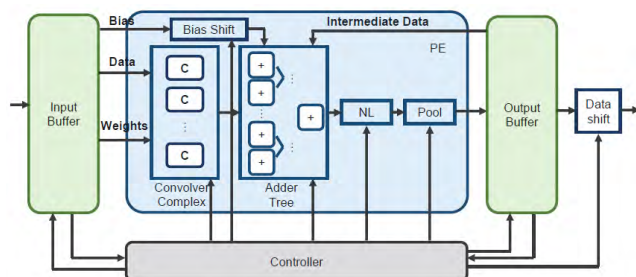 Bias
Bias Shift
Intermediate Data
PE
Data
C
+
+
Input
Buffer
C
+
NL
Pool
Output
Buffer
Data
shift
Weights
C
+
+
Convolver
Complex
Adder
Tree
Controller